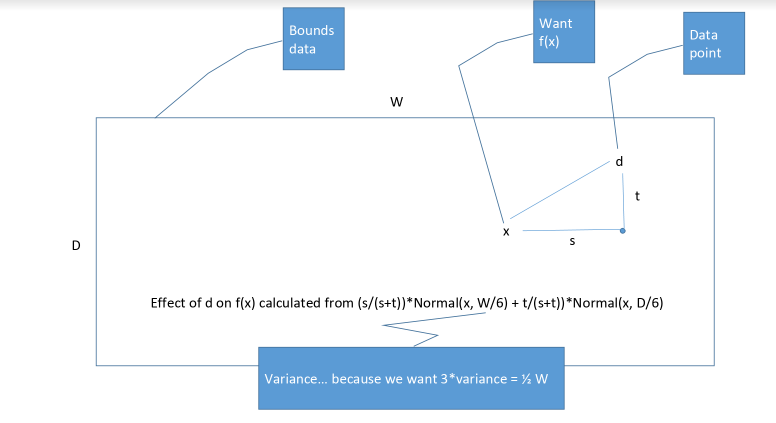 Bounds
data
Want
f(x)
Data
point
W
d
t
x
s
D
Effect of d on f(x) calculated from (s/(s+t))*Normal(x, W/6) + t/(s+t))*Normal(x, D/6)
Variance... because we want 3*variance = ½ W